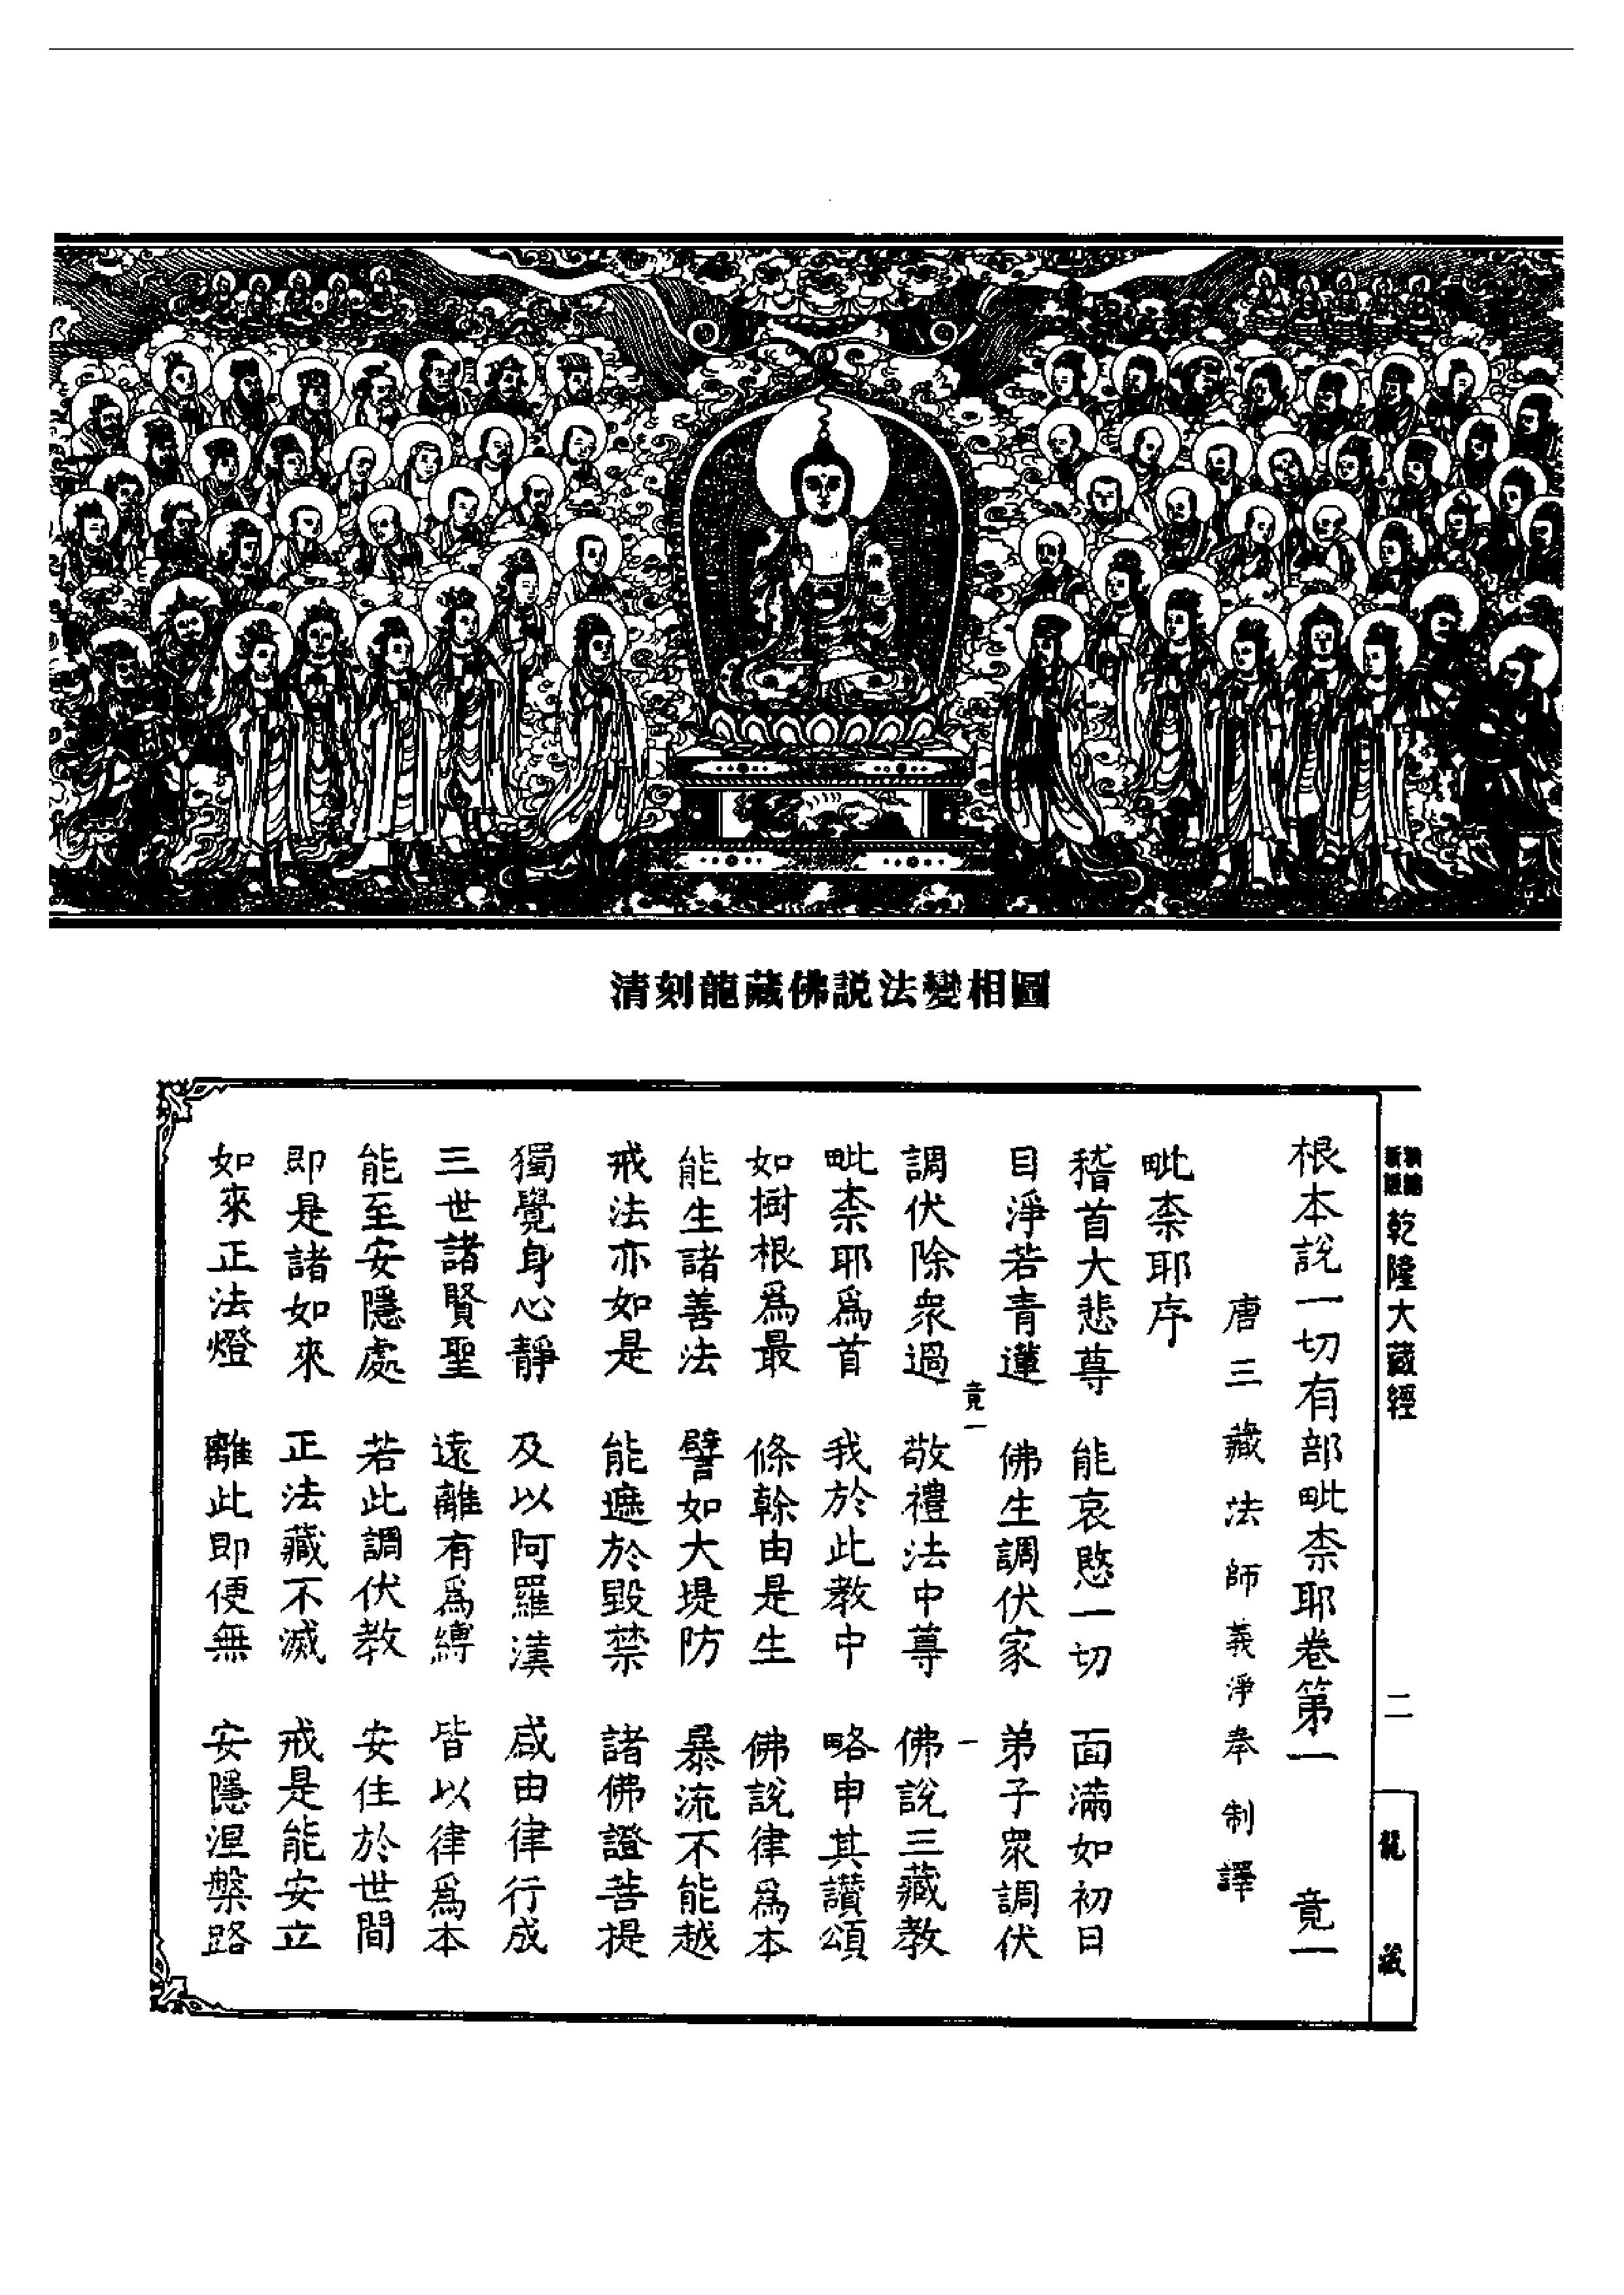 清刻龍藏佛説法變相圖
乾隆大藏經
二
龍藏
根本說一切有部毗柰耶卷第一 竟一
唐三藏法師義淨奉制譯
毗柰耶序
稽首大悲尊 能哀愍一切 面滿如初日
目淨若青蓮 佛生調伏家 弟子眾調伏
竟一 一
調伏除眾過 敬禮法中尊 佛說三藏教
毗柰耶爲首 我於此教中 略申其讚頌
如樹根爲最 條榦由是生 佛說律爲本
能生諸善法 譬如大堤防 暴流不能越
戒法亦如是 能遮於毀禁 諸佛證菩提
獨覺身心靜 及以阿羅漢 咸由律行成
三世諸賢聖 遠離有爲縛 皆以律爲本
能至安隱處 若此調伏教 安住於世間
即是諸如來 正法藏不滅 戒是能安立
如來正法燈 離此即便無 安隱涅槃路